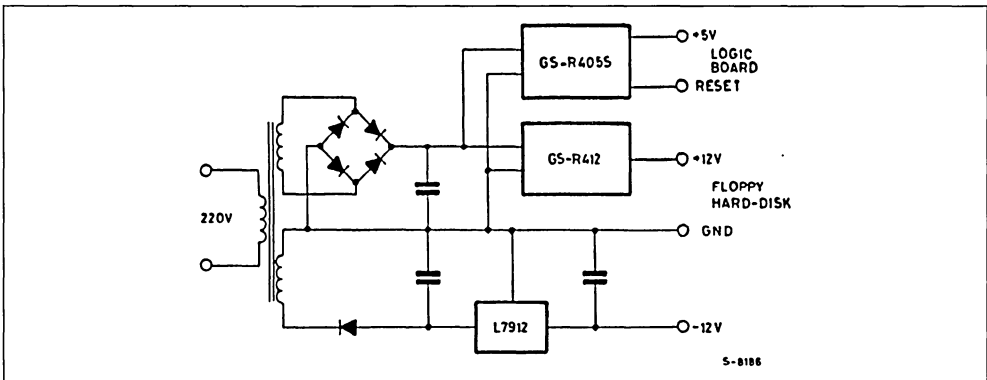 +5V
GS-R405S
LOGIC
BOARD
RESET
GS-R412
+12V
FLOPPY
HARD-DISK
220V
GND
L7912
-12V
S-8186